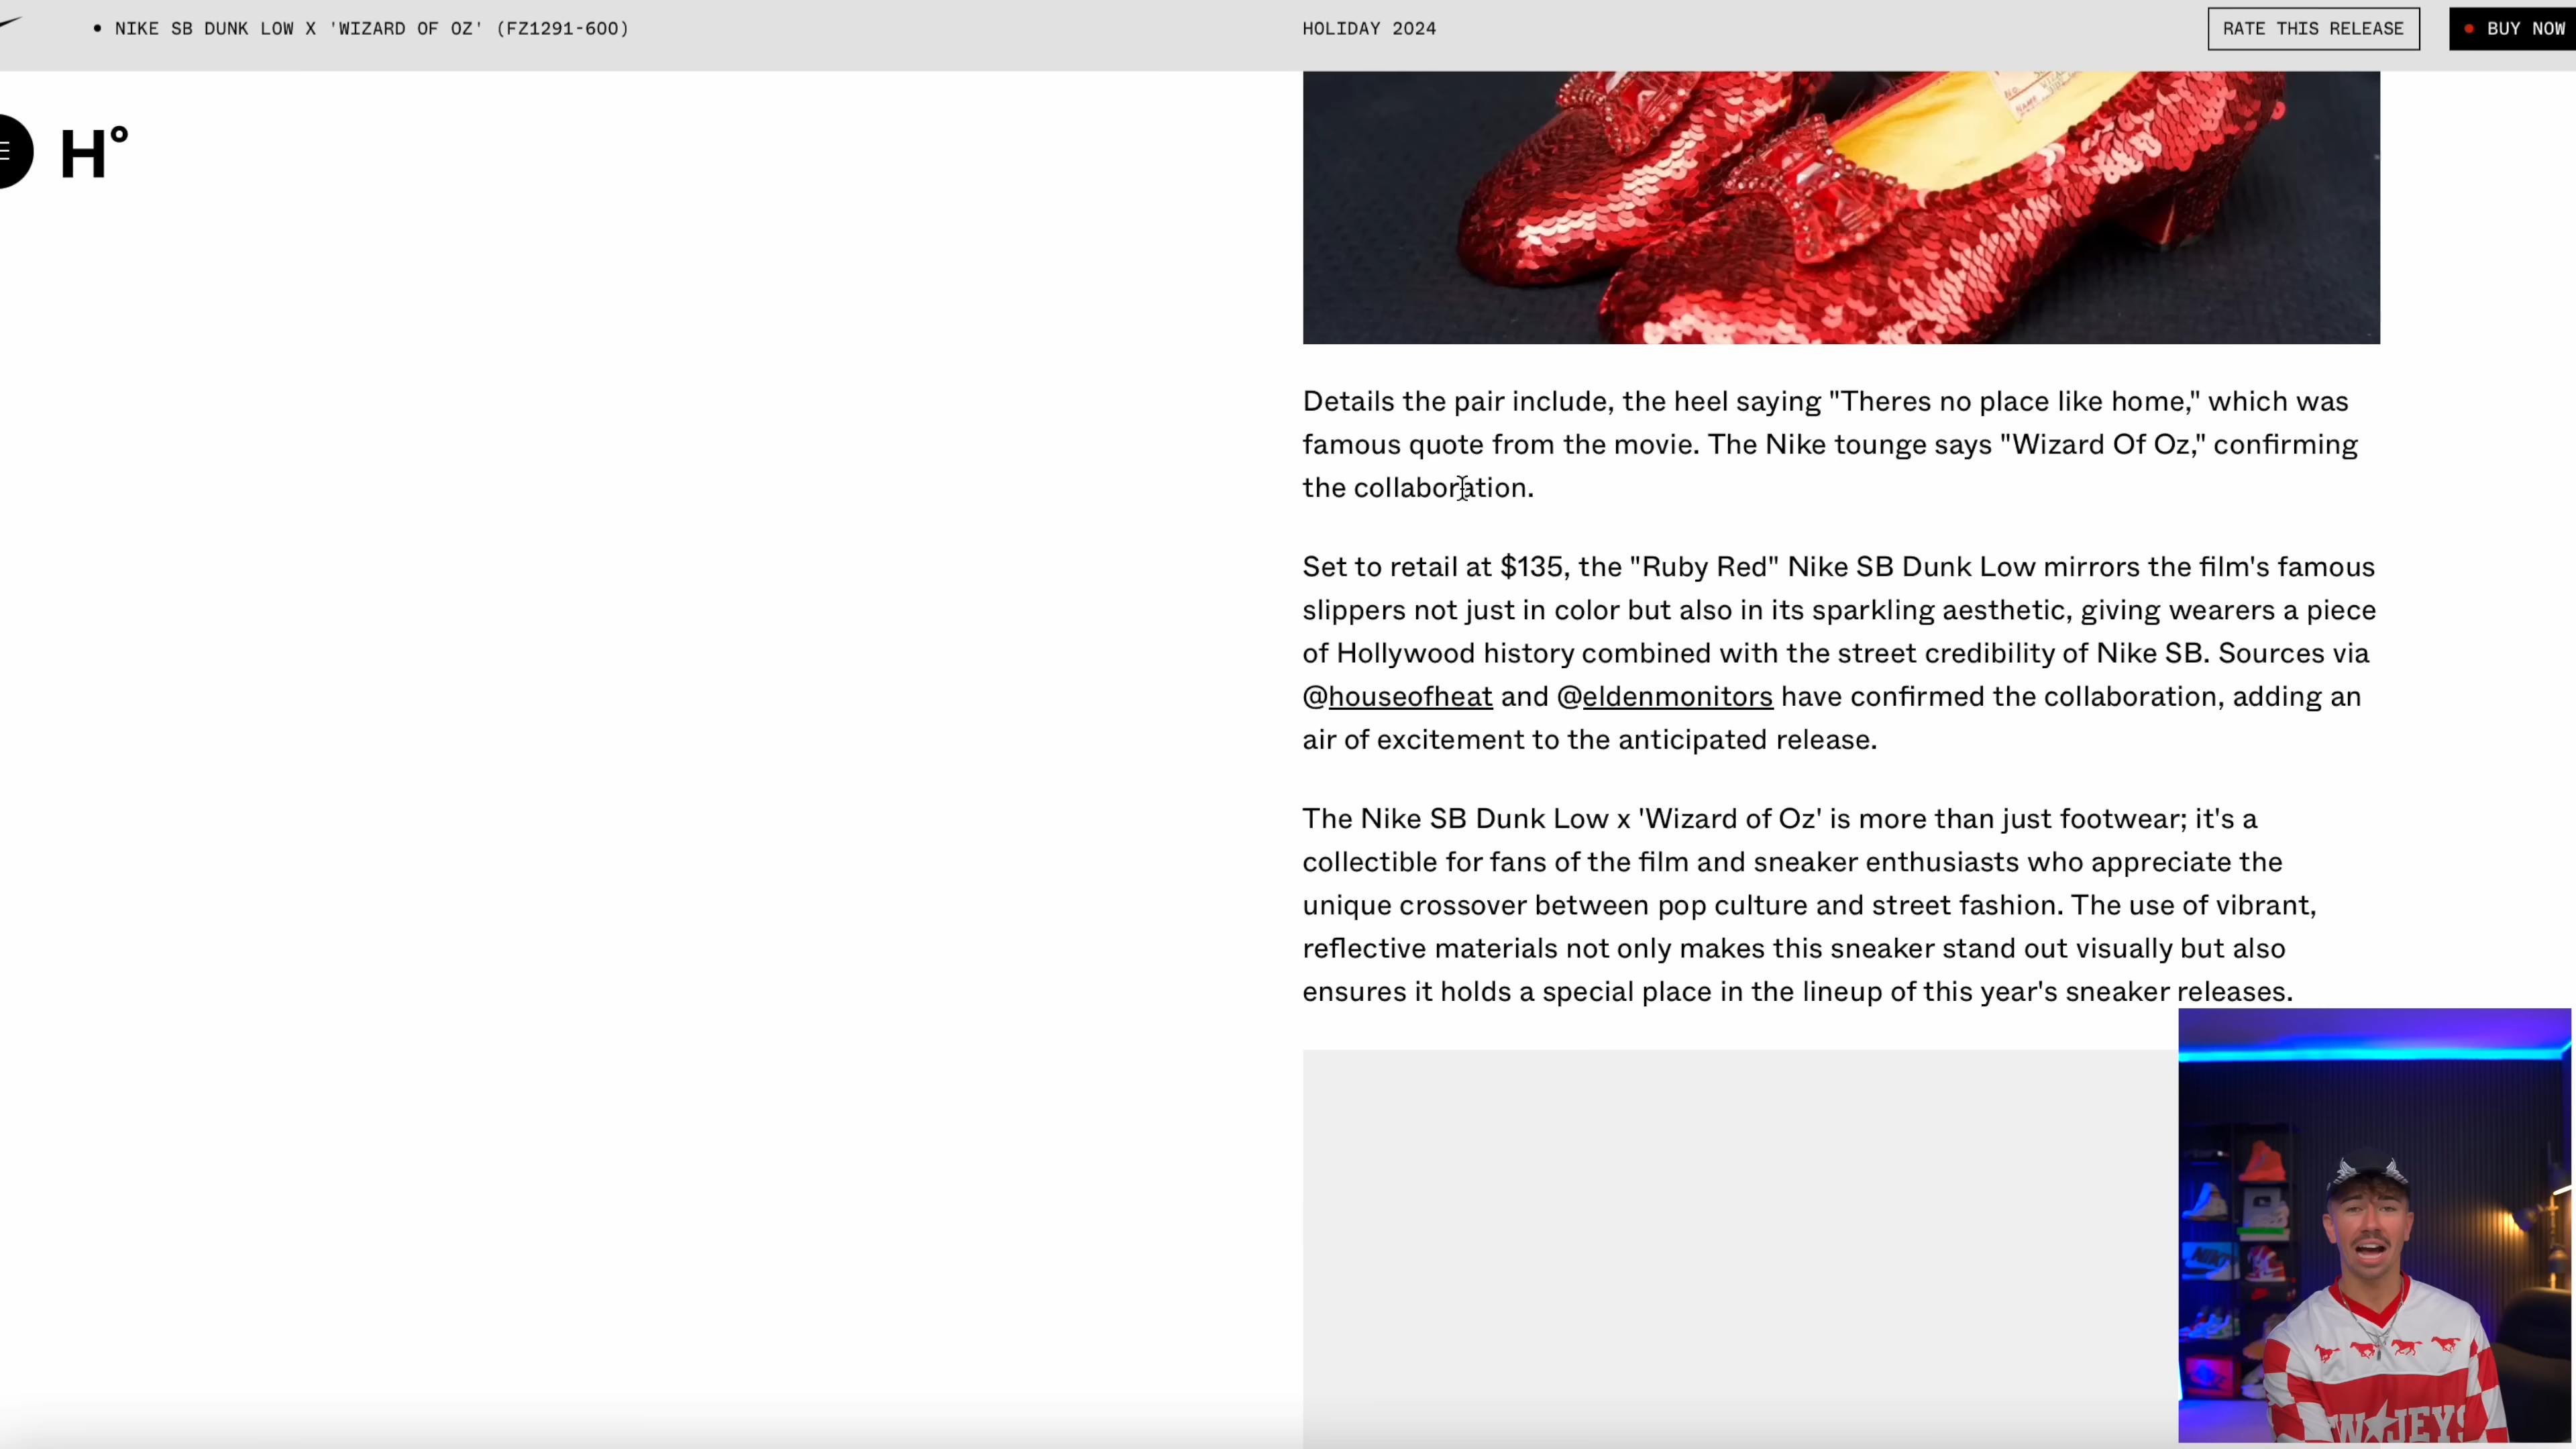 • NIKE SB DUNK LOW X 'WIZARD OF OZ' (FZ1291-600)
HOLIDAY 2024
RATE THIS RELEASE
BUY NOW
H°
Details the pair include, the heel saying "Theres no place like home," which was
famous quote from the movie. The Nike tounge says "Wizard Of Oz," confirming
the collaboration.
Set to retail at $135, the "Ruby Red" Nike SB Dunk Low mirrors the film's famous
slippers not just in color but also in its sparkling aesthetic, giving wearers a piece
of Hollywood history combined with the street credibility of Nike SB. Sources via
@houseofheat and @eldenmonitors have confirmed the collaboration, adding an
air of excitement to the anticipated release.
The Nike SB Dunk Low x 'Wizard of Oz' is more than just footwear; it's a
collectible for fans of the film and sneaker enthusiasts who appreciate the
unique crossover between pop culture and street fashion. The use of vibrant,
reflective materials not only makes this sneaker stand out visually but also
ensures it holds a special place in the lineup of this year's sneaker releases.